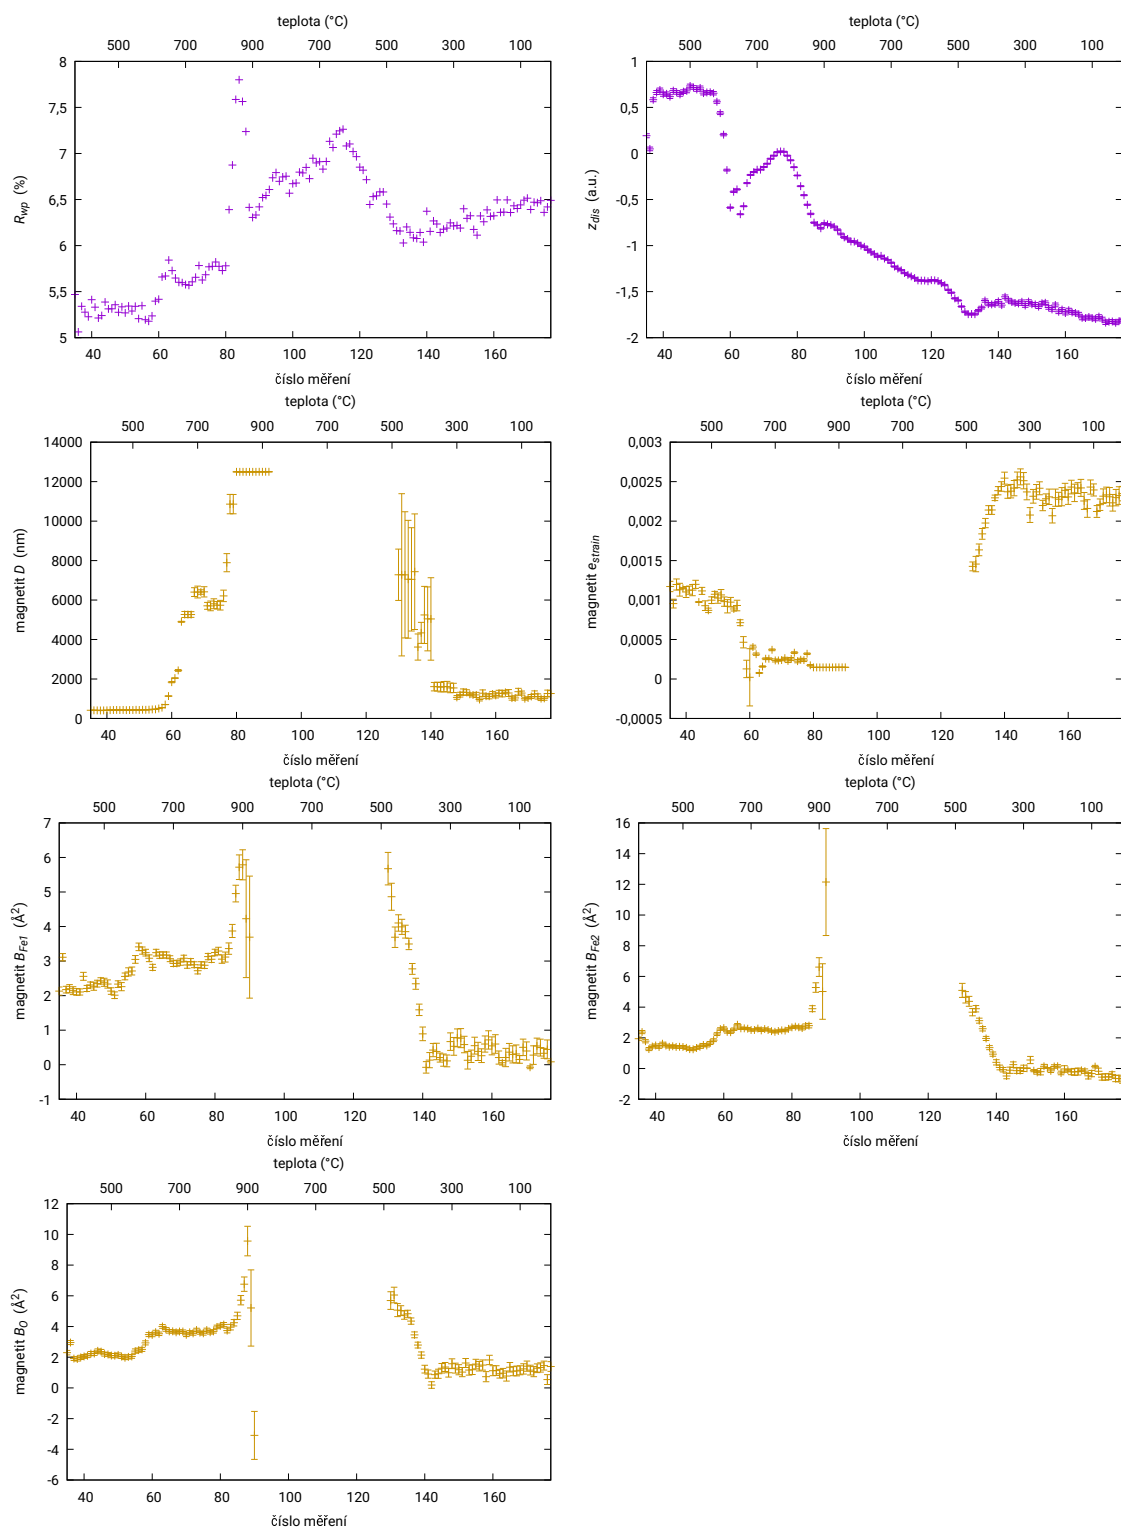 teplota (°C)
500 700 900 700 500 300 100
8
7,5
7
6,5
6
5,5
5
R_wp (%)
40 60 80 100 120 140 160
číslo měření
teplota (°C)
500 700 900 700 500 300 100
1
0,5
0
-0,5
-1
-1,5
-2
z_dis (a.u.)
40 60 80 100 120 140 160
číslo měření
teplota (°C)
500 700 900 700 500 300 100
14000
12000
10000
8000
6000
4000
2000
0
magnetit D (nm)
40 60 80 100 120 140 160
číslo měření
teplota (°C)
500 700 900 700 500 300 100
0,003
0,0025
0,002
0,0015
0,001
0,0005
0
-0,0005
magnetit e_strain
40 60 80 100 120 140 160
číslo měření
teplota (°C)
500 700 900 700 500 300 100
7
6
5
4
3
2
1
0
-1
magnetit B_Fe1 (Å²)
40 60 80 100 120 140 160
číslo měření
teplota (°C)
500 700 900 700 500 300 100
16
14
12
10
8
6
4
2
0
-2
magnetit B_Fe2 (Å²)
40 60 80 100 120 140 160
číslo měření
teplota (°C)
500 700 900 700 500 300 100
12
10
8
6
4
2
0
-2
-4
-6
magnetit B_O (Å²)
40 60 80 100 120 140 160
číslo měření